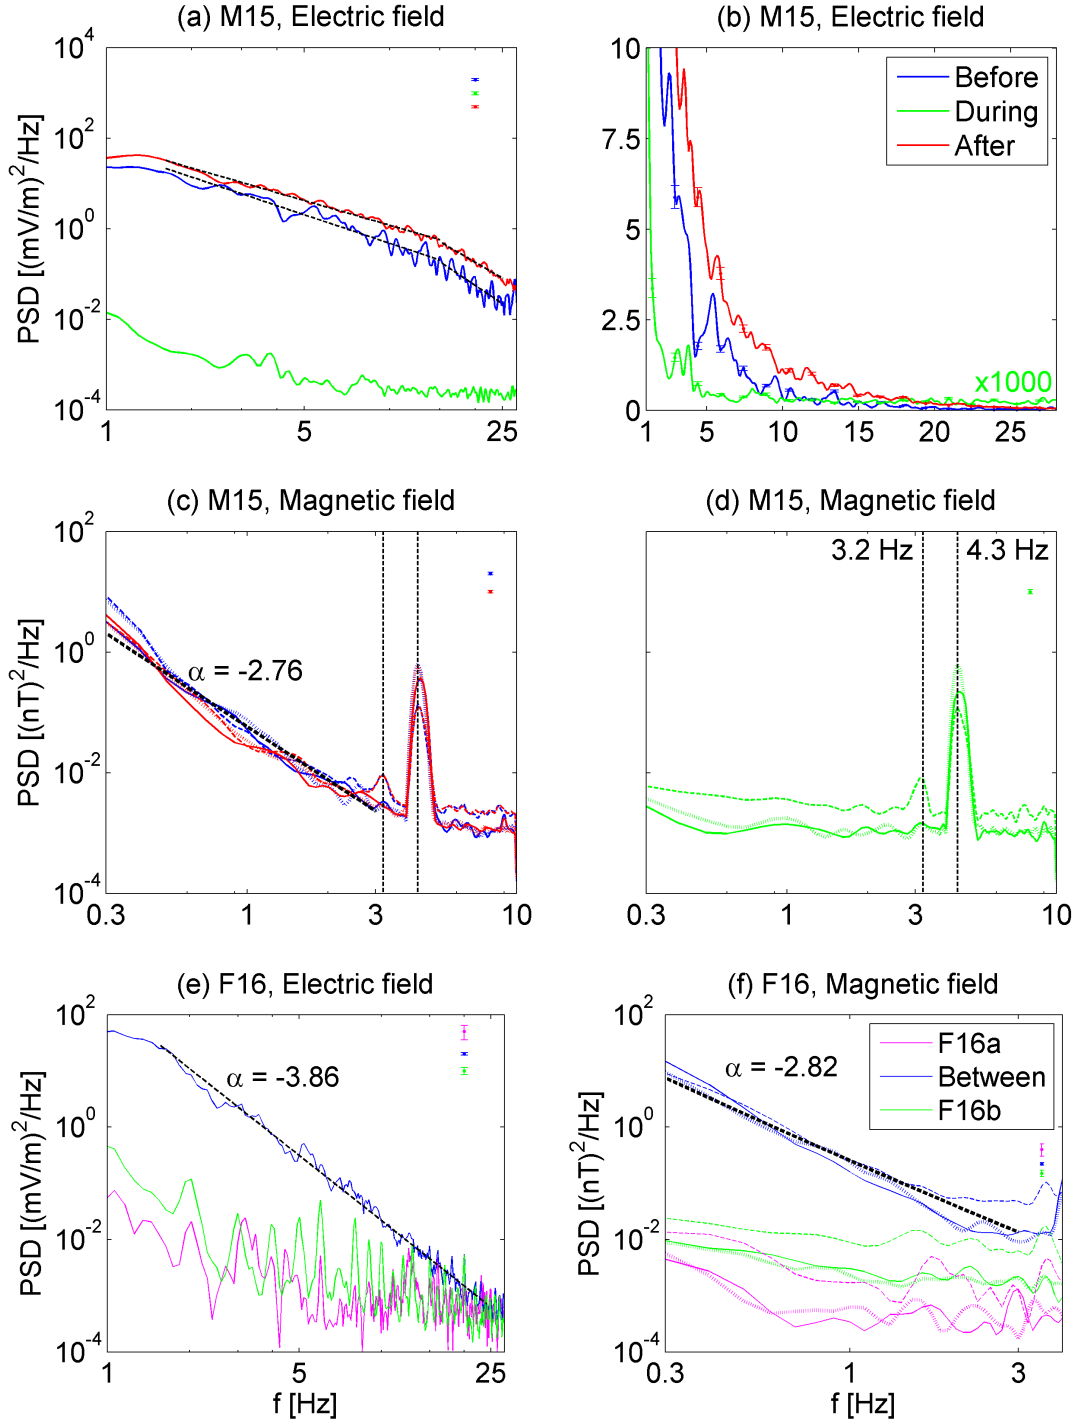 (a) M15, Electric field
PSD [(mV/m)^2/Hz]
10^4
10^2
10^0
10^-2
10^-4
1
5
25
(b) M15, Electric field
10
7.5
5
2.5
0
1
5
10
15
20
25
Before
During
After
x1000
(c) M15, Magnetic field
PSD [(nT)^2/Hz]
10^2
10^0
10^-2
10^-4
0.3
1
3
10
α = -2.76
(d) M15, Magnetic field
3.2 Hz
4.3 Hz
0.3
1
3
10
(e) F16, Electric field
PSD [(mV/m)^2/Hz]
10^2
10^0
10^-2
10^-4
1
5
25
f [Hz]
α = -3.86
(f) F16, Magnetic field
PSD [(nT)^2/Hz]
10^2
10^0
10^-2
10^-4
0.3
1
3
f [Hz]
α = -2.82
F16a
Between
F16b